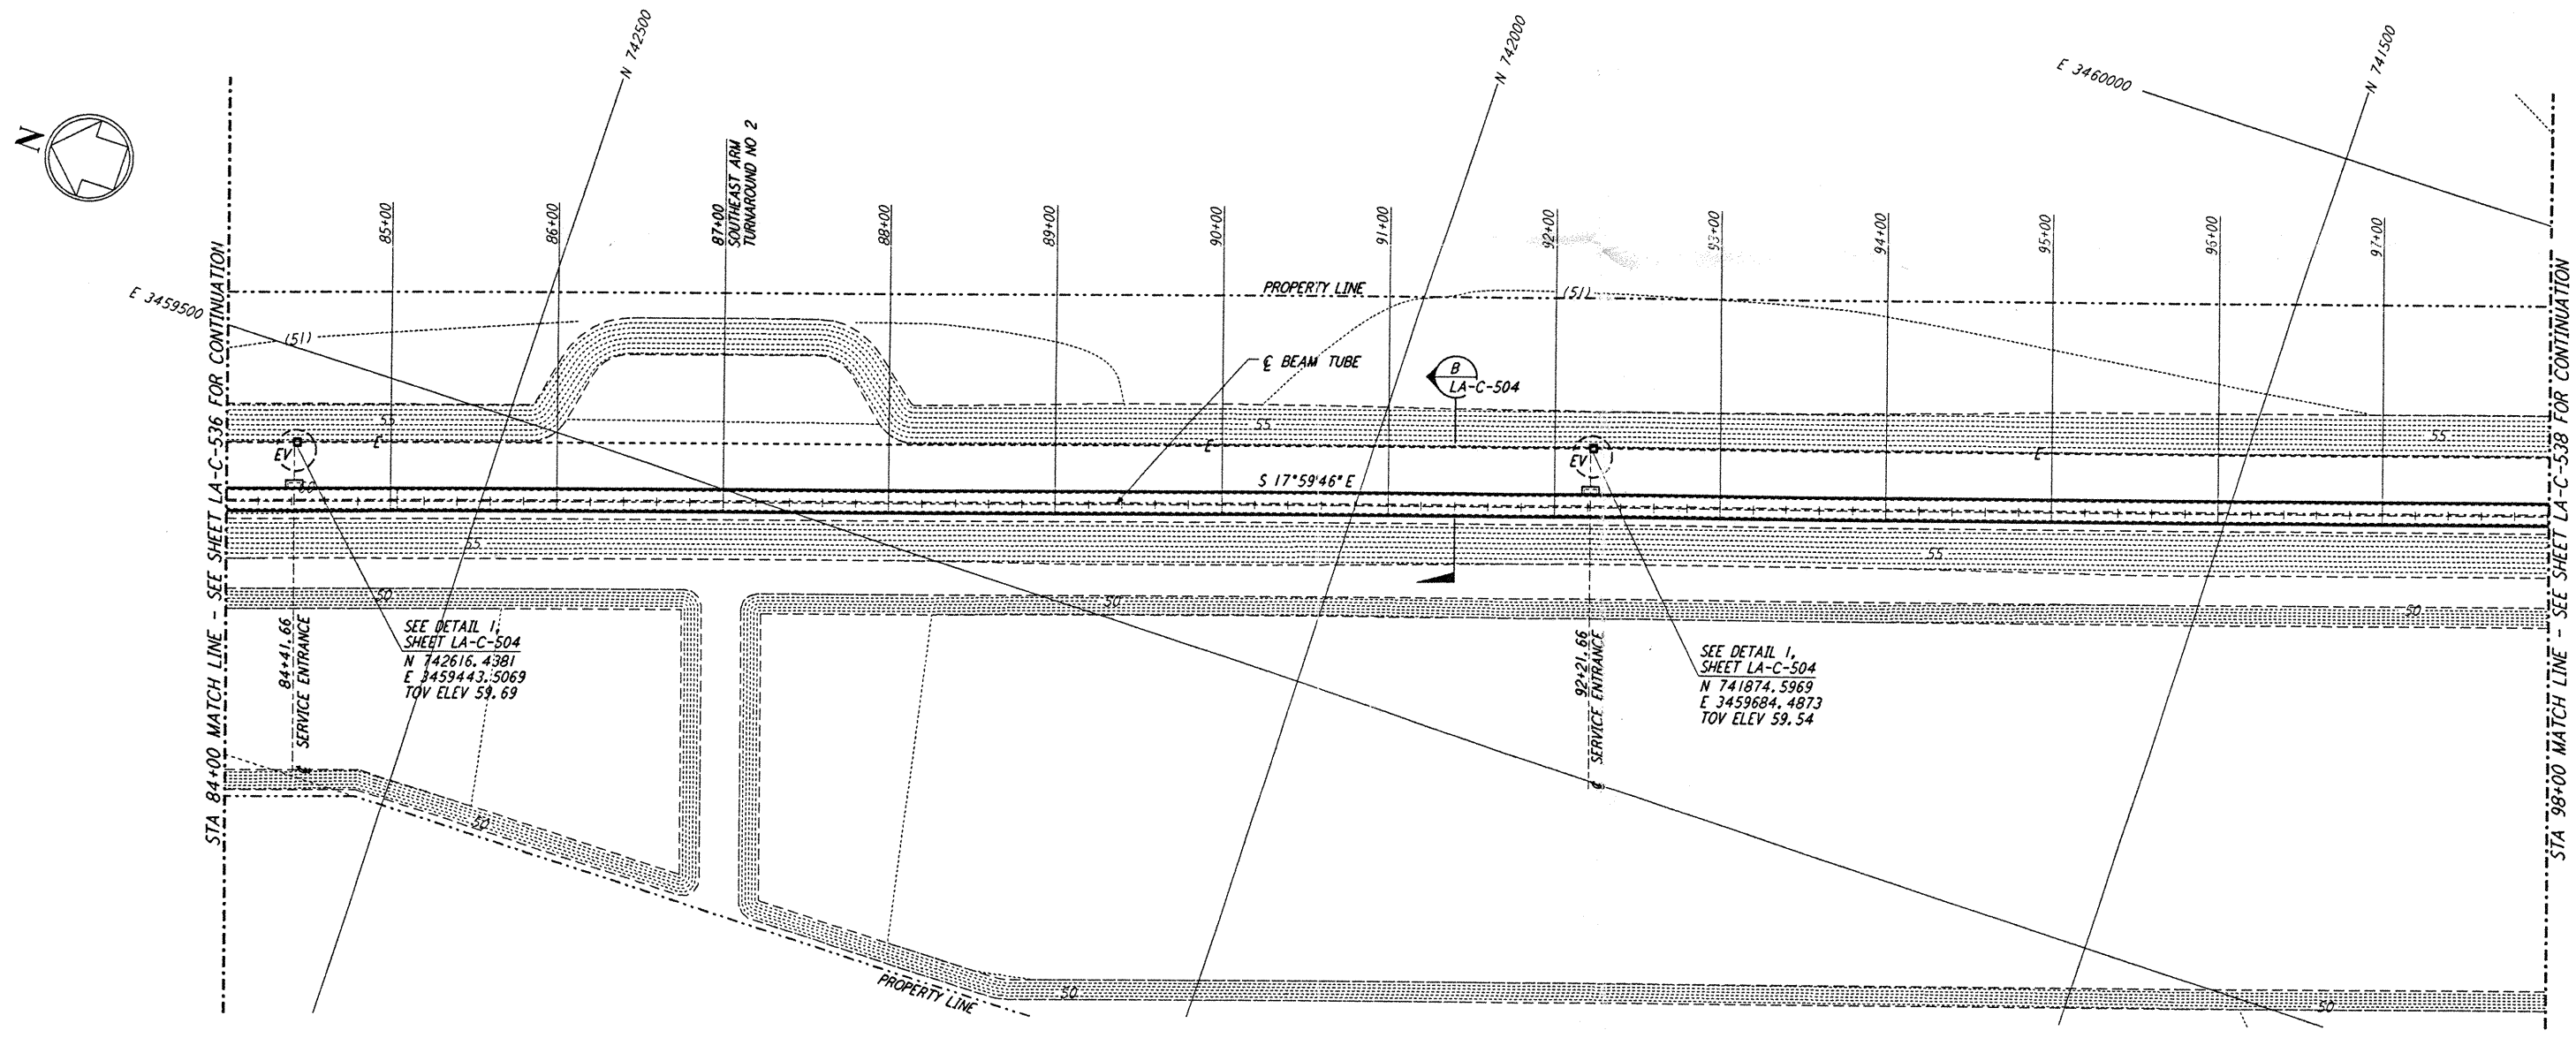 N 742500
N 742000
E 3460000
N 741500
N
SOUTHEAST ARM
TURNAROUND NO 2
85+00
86+00
87+00
88+00
89+00
90+00
91+00
92+00
93+00
94+00
95+00
96+00
97+00
E 3459500
PROPERTY LINE
(51)
(51)
℄ BEAM TUBE
B
LA-C-504
55
55
55
E
E
E
EV
EV
60
S 17°59'46" E
55
55
50
50
50
SEE DETAIL 1,
SHEET LA-C-504
N 742616.4381
E 3459443.5069
TOV ELEV 59.69
SEE DETAIL 1,
SHEET LA-C-504
N 741874.5969
E 3459684.4873
TOV ELEV 59.54
84+41.66
℄ SERVICE ENTRANCE
92+21.66
℄ SERVICE ENTRANCE
50
PROPERTY LINE
50
50
STA 84+00 MATCH LINE - SEE SHEET LA-C-536 FOR CONTINUATION
STA 98+00 MATCH LINE - SEE SHEET LA-C-538 FOR CONTINUATION